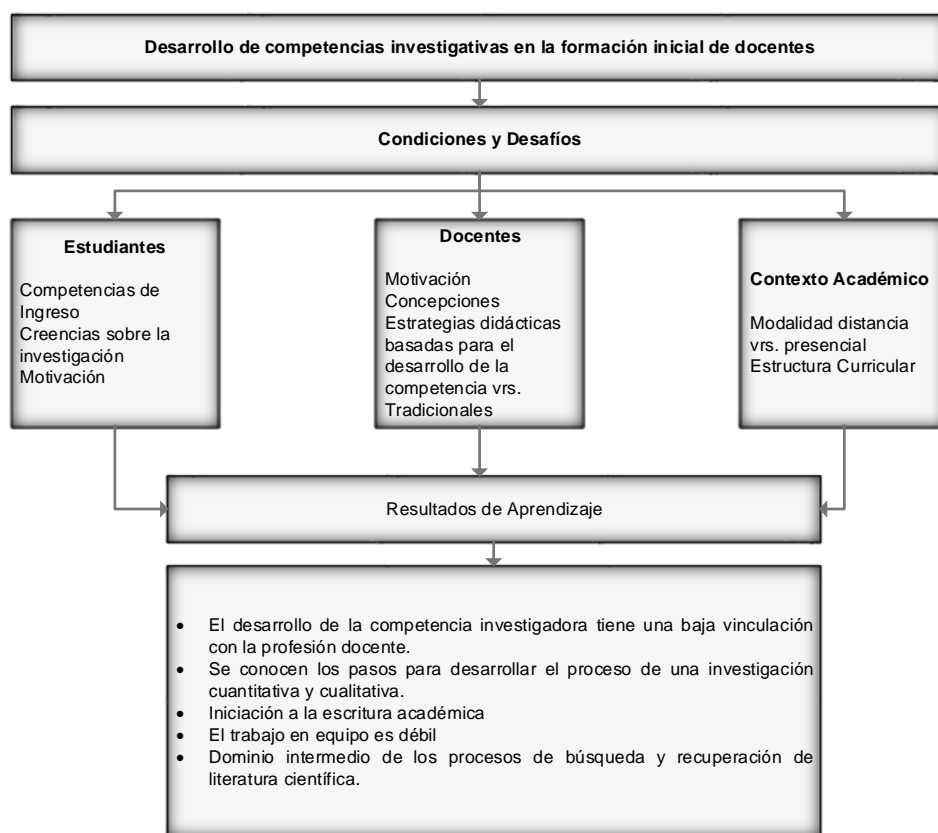 Desarrollo de competencias investigativas en la formación inicial de docentes
Condiciones y Desafíos
Estudiantes
Competencias de
Ingreso
Creencias sobre la
investigación
Motivación
Docentes
Motivación
Concepciones
Estrategias didácticas
basadas para el
desarrollo de la
competencia vrs.
Tradicionales
Contexto Académico
Modalidad distancia
vrs. presencial
Estructura Curricular
Resultados de Aprendizaje
• El desarrollo de la competencia investigadora tiene una baja vinculación
con la profesión docente.
• Se conocen los pasos para desarrollar el proceso de una investigación
cuantitativa y cualitativa.
• Iniciación a la escritura académica
• El trabajo en equipo es débil
• Dominio intermedio de los procesos de búsqueda y recuperación de
literatura científica.